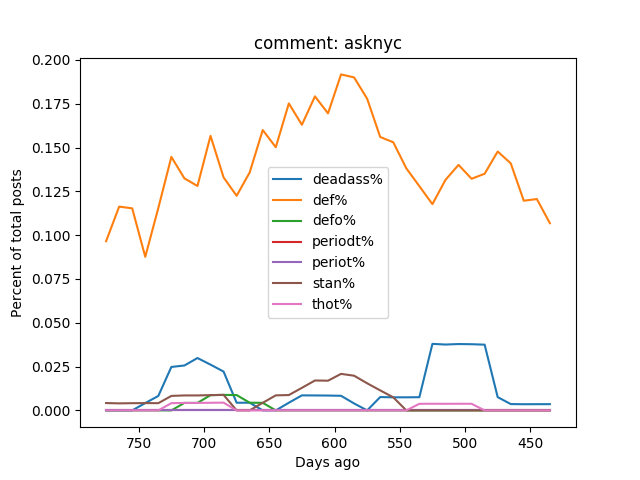 comment: asknyc
Percent of total posts
0.200
0.175
0.150
0.125
0.100
0.075
0.050
0.025
0.000
deadass%
def%
defo%
periodt%
periot%
stan%
thot%
750 700 650 600 550 500 450
Days ago